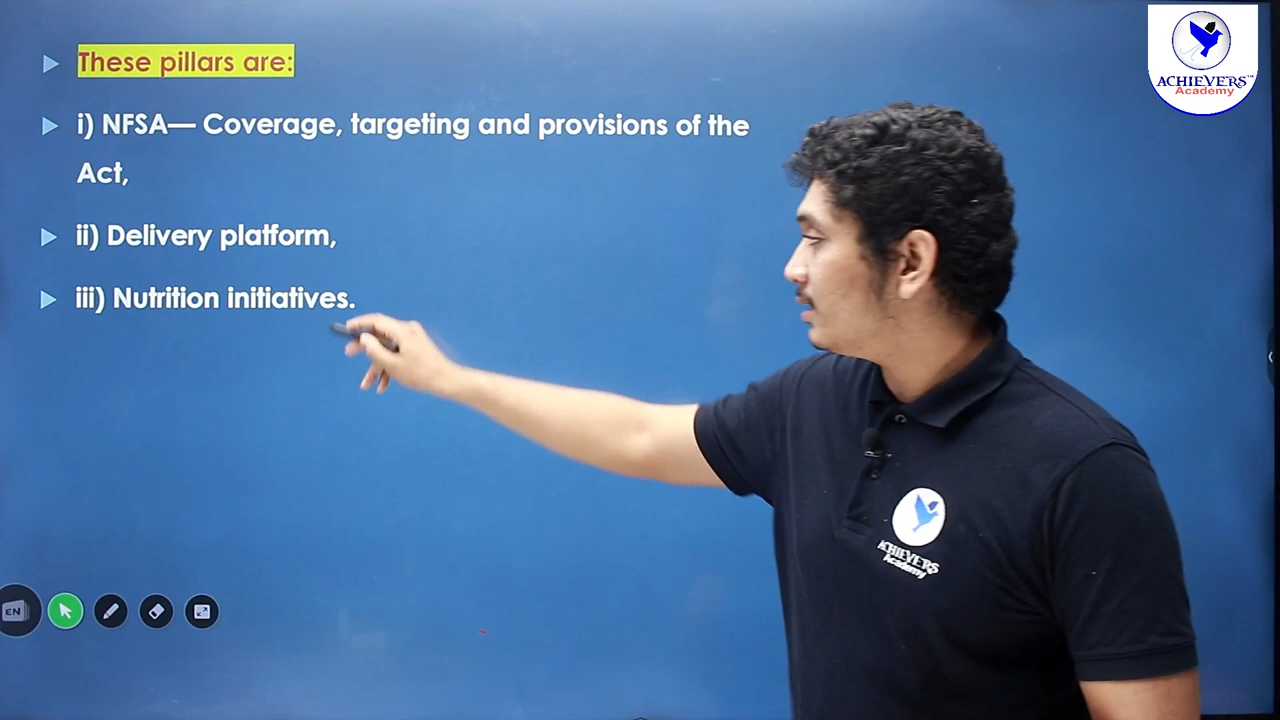 These pillars are:
i) NFSA— Coverage, targeting and provisions of the
Act,
ii) Delivery platform,
iii) Nutrition initiatives.
EN
ACHIEVERS™
Academy
ACHIEVERS
Academy